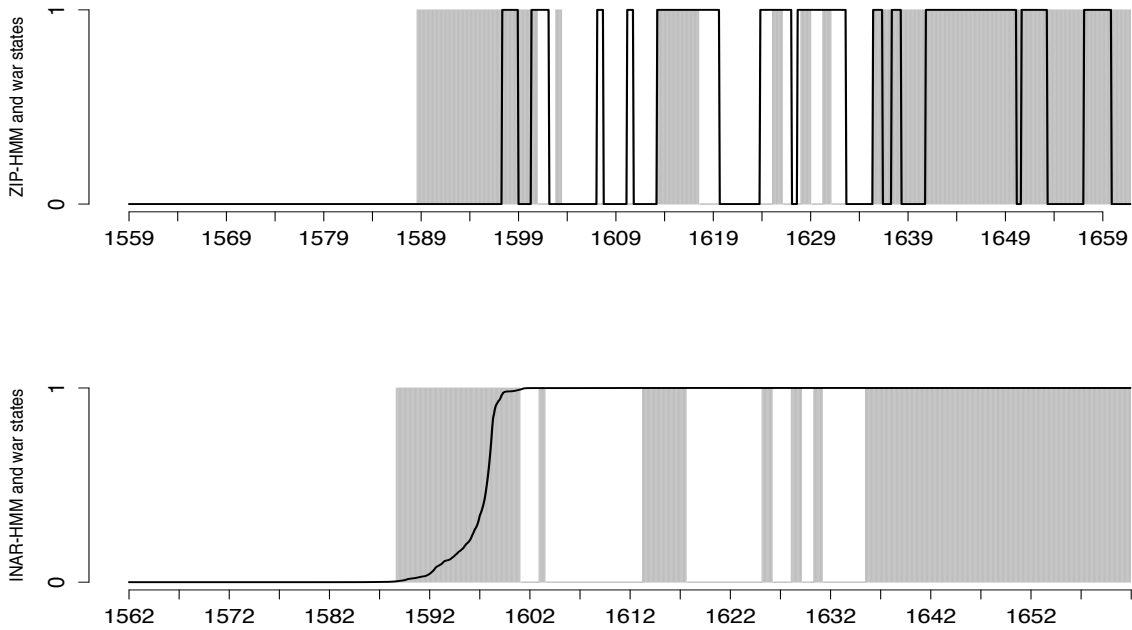 ZIP-HMM and war states
1
0
1559 1569 1579 1589 1599 1609 1619 1629 1639 1649 1659
INAR-HMM and war states
1
0
1562 1572 1582 1592 1602 1612 1622 1632 1642 1652